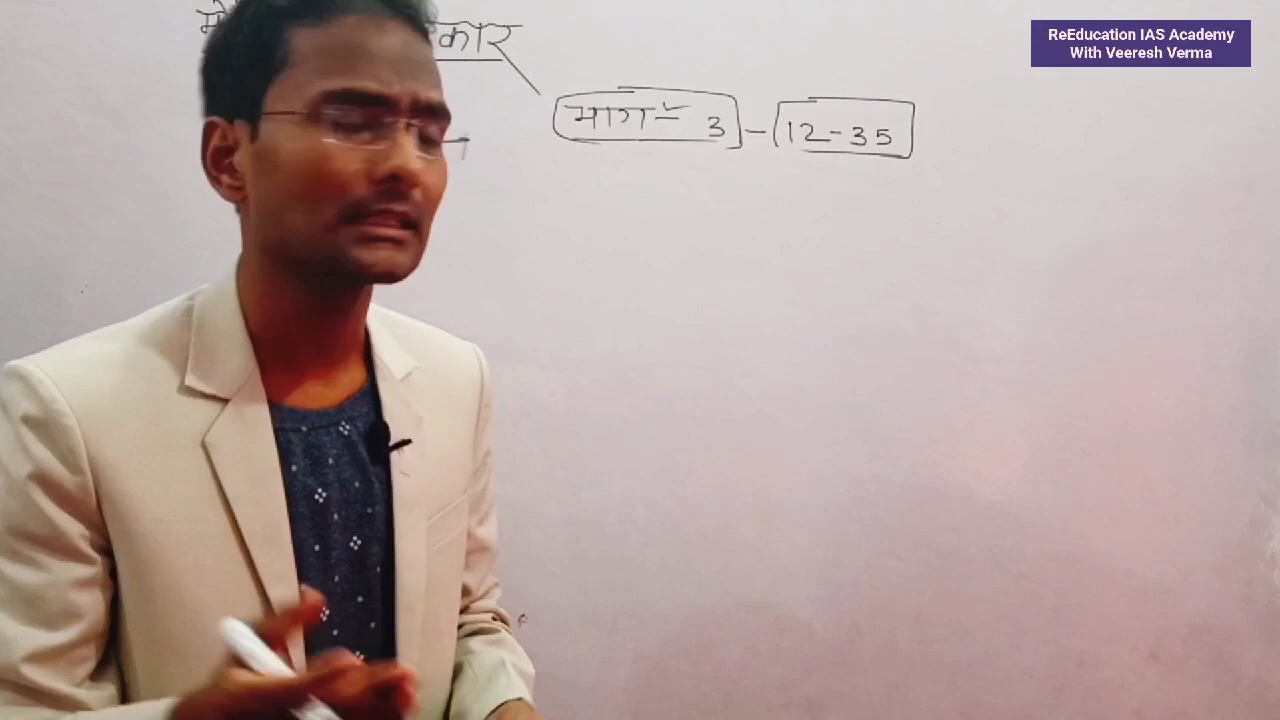 ReEducation IAS Academy
With Veeresh Verma
भाग- 3 - 12-35